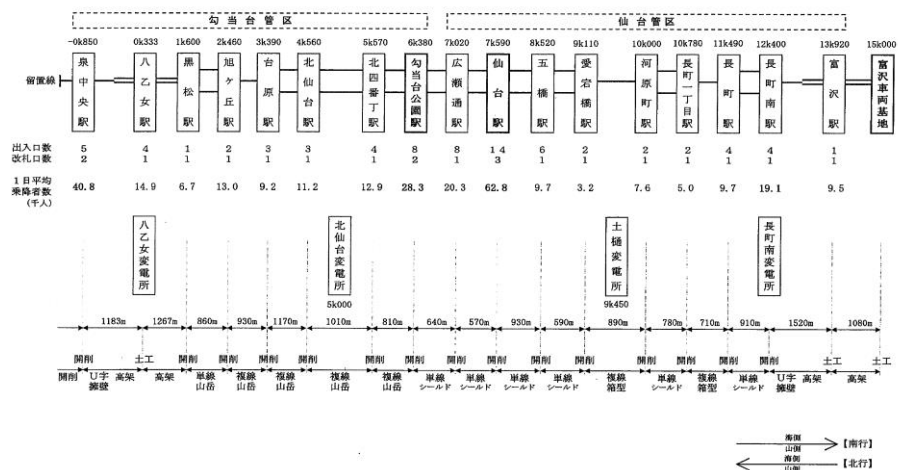 勾当台管区 仙台管区
-0k850 0k333 1k600 2k460 3k390 4k560 5k570 6k380 7k020 7k590 8k520 9k110 10k000 10k780 11k490 12k400 13k920 15k000
留置線 泉中央駅 八乙女駅 黒松駅 旭ヶ丘駅 台原駅 北仙台駅 北四番丁駅 勾当台公園駅 広瀬通駅 仙台駅 五橋駅 愛宕橋駅 河原町駅 長町一丁目駅 長町駅 長町南駅 富沢駅 富沢車両基地
出入口数 5 4 1 2 3 3 4 8 8 14 6 2 2 2 4 4 1
改札口数 2 1 1 1 1 1 1 2 1 3 1 1 1 1 1 1 1
1日平均
乗降者数 40.8 14.9 6.7 13.0 9.2 11.2 12.9 28.3 20.3 62.8 9.7 3.2 7.6 5.0 9.7 19.1 9.5
(千人)
八乙女変電所 北仙台変電所 土樋変電所 長町南変電所
5k000 9k450
1183m 1267m 860m 930m 1170m 1010m 810m 640m 570m 930m 590m 890m 780m 710m 910m 1520m 1080m
開削 土工 開削 開削 開削 開削 開削 開削 開削 開削 開削 開削 開削 開削 開削 開削 土工 土工
開削 U字 高架 高架 単線 複線 複線 複線 複線 単線 単線 単線 単線 複線 単線 複線 単線 U字 高架 高架
擁壁 山岳 山岳 山岳 山岳 山岳 シールド シールド シールド シールド 箱型 シールド 箱型 シールド 擁壁
海側
山側
【南行】
海側
山側
【北行】